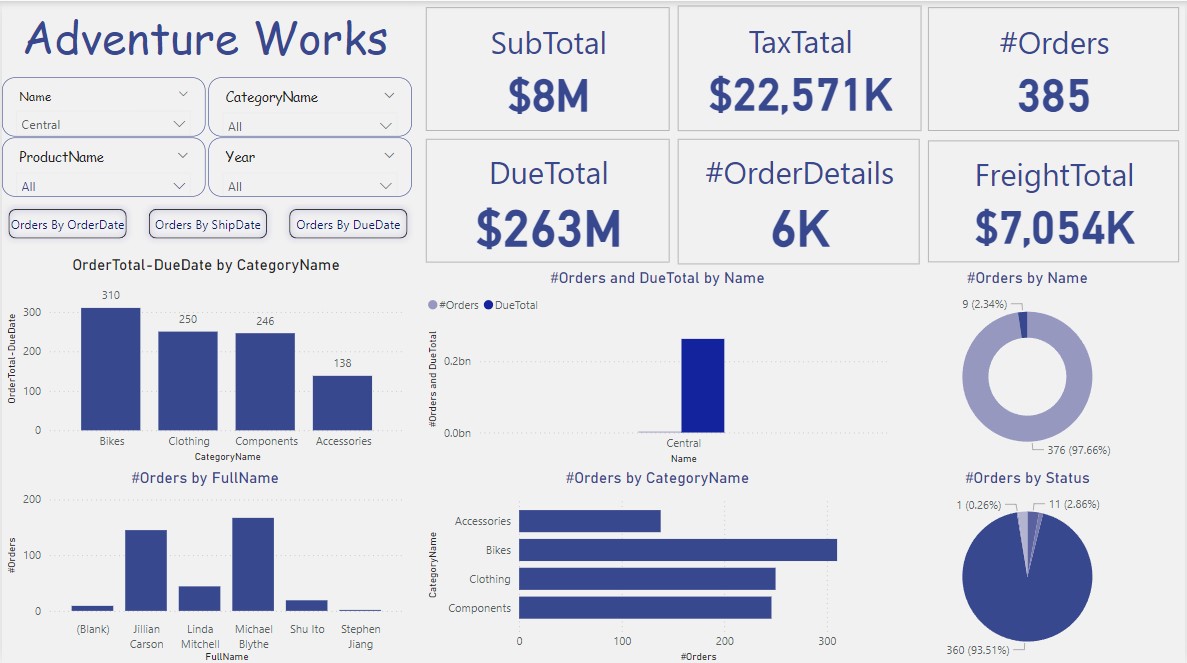 Adventure Works
Name
Central
CategoryName
All
ProductName
All
Year
All
Orders By OrderDate
Orders By ShipDate
Orders By DueDate
SubTotal
$8M
TaxTatal
$22,571K
#Orders
385
DueTotal
$263M
#OrderDetails
6K
FreightTotal
$7,054K
OrderTotal-DueDate by CategoryName
OrderTotal-DueDate
300
200
100
0
310
250
246
138
Bikes
Clothing
Components
Accessories
CategoryName
#Orders and DueTotal by Name
#Orders
DueTotal
#Orders and DueTotal
0.2bn
0.0bn
Central
Name
#Orders by Name
9 (2.34%)
376 (97.66%)
#Orders by FullName
#Orders
200
100
0
(Blank)
Jillian
Carson
Linda
Mitchell
Michael
Blythe
Shu Ito
Stephen
Jiang
FullName
#Orders by CategoryName
CategoryName
Accessories
Bikes
Clothing
Components
0
100
200
300
#Orders
#Orders by Status
1 (0.26%)
11 (2.86%)
360 (93.51%)